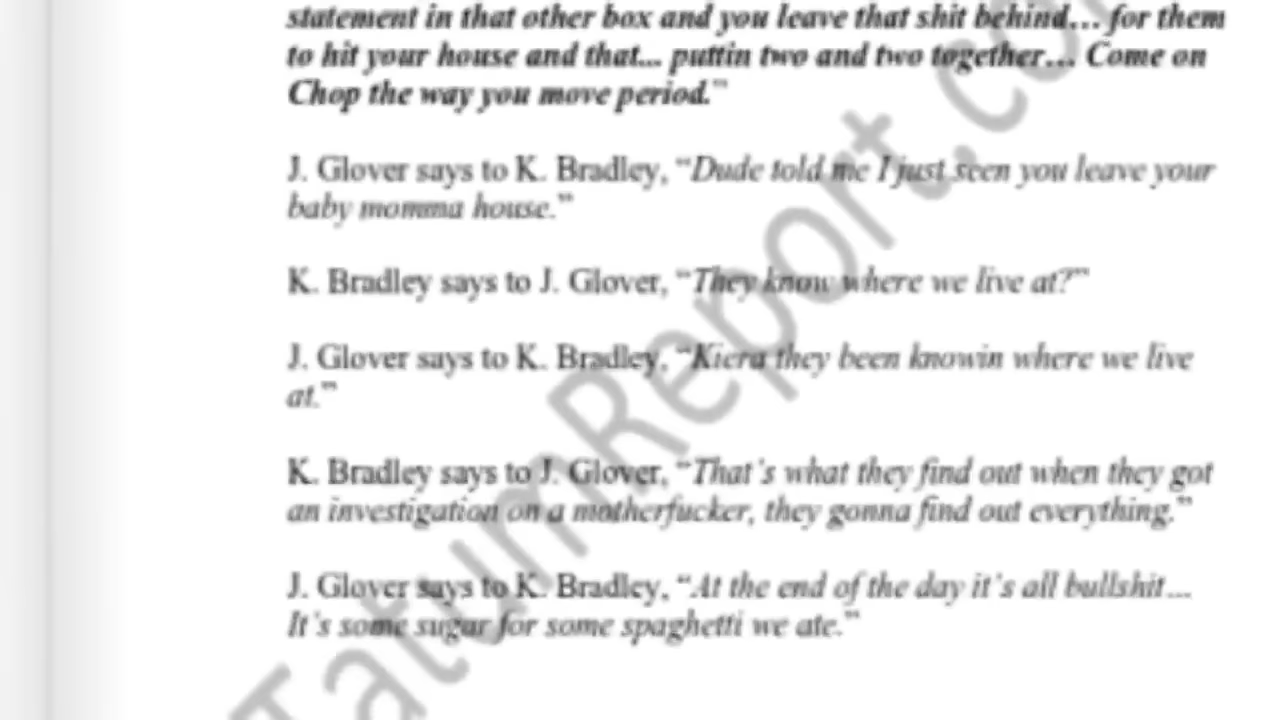 statement in that other box and you leave that shit behind… for them
to hit your house and that... puttin two and two together… Come on
Chop the way you move period."
J. Glover says to K. Bradley, "Dude told me I just seen you leave your
baby momma house."
K. Bradley says to J. Glover, "They know where we live at?"
J. Glover says to K. Bradley, "Kiera they been knowin where we live
at."
K. Bradley says to J. Glover, "That's what they find out when they got
an investigation on a motherfucker, they gonna find out everything."
J. Glover says to K. Bradley, "At the end of the day it's all bullshit…
It's some sugar for some spaghetti we ate."
TatumReport.co